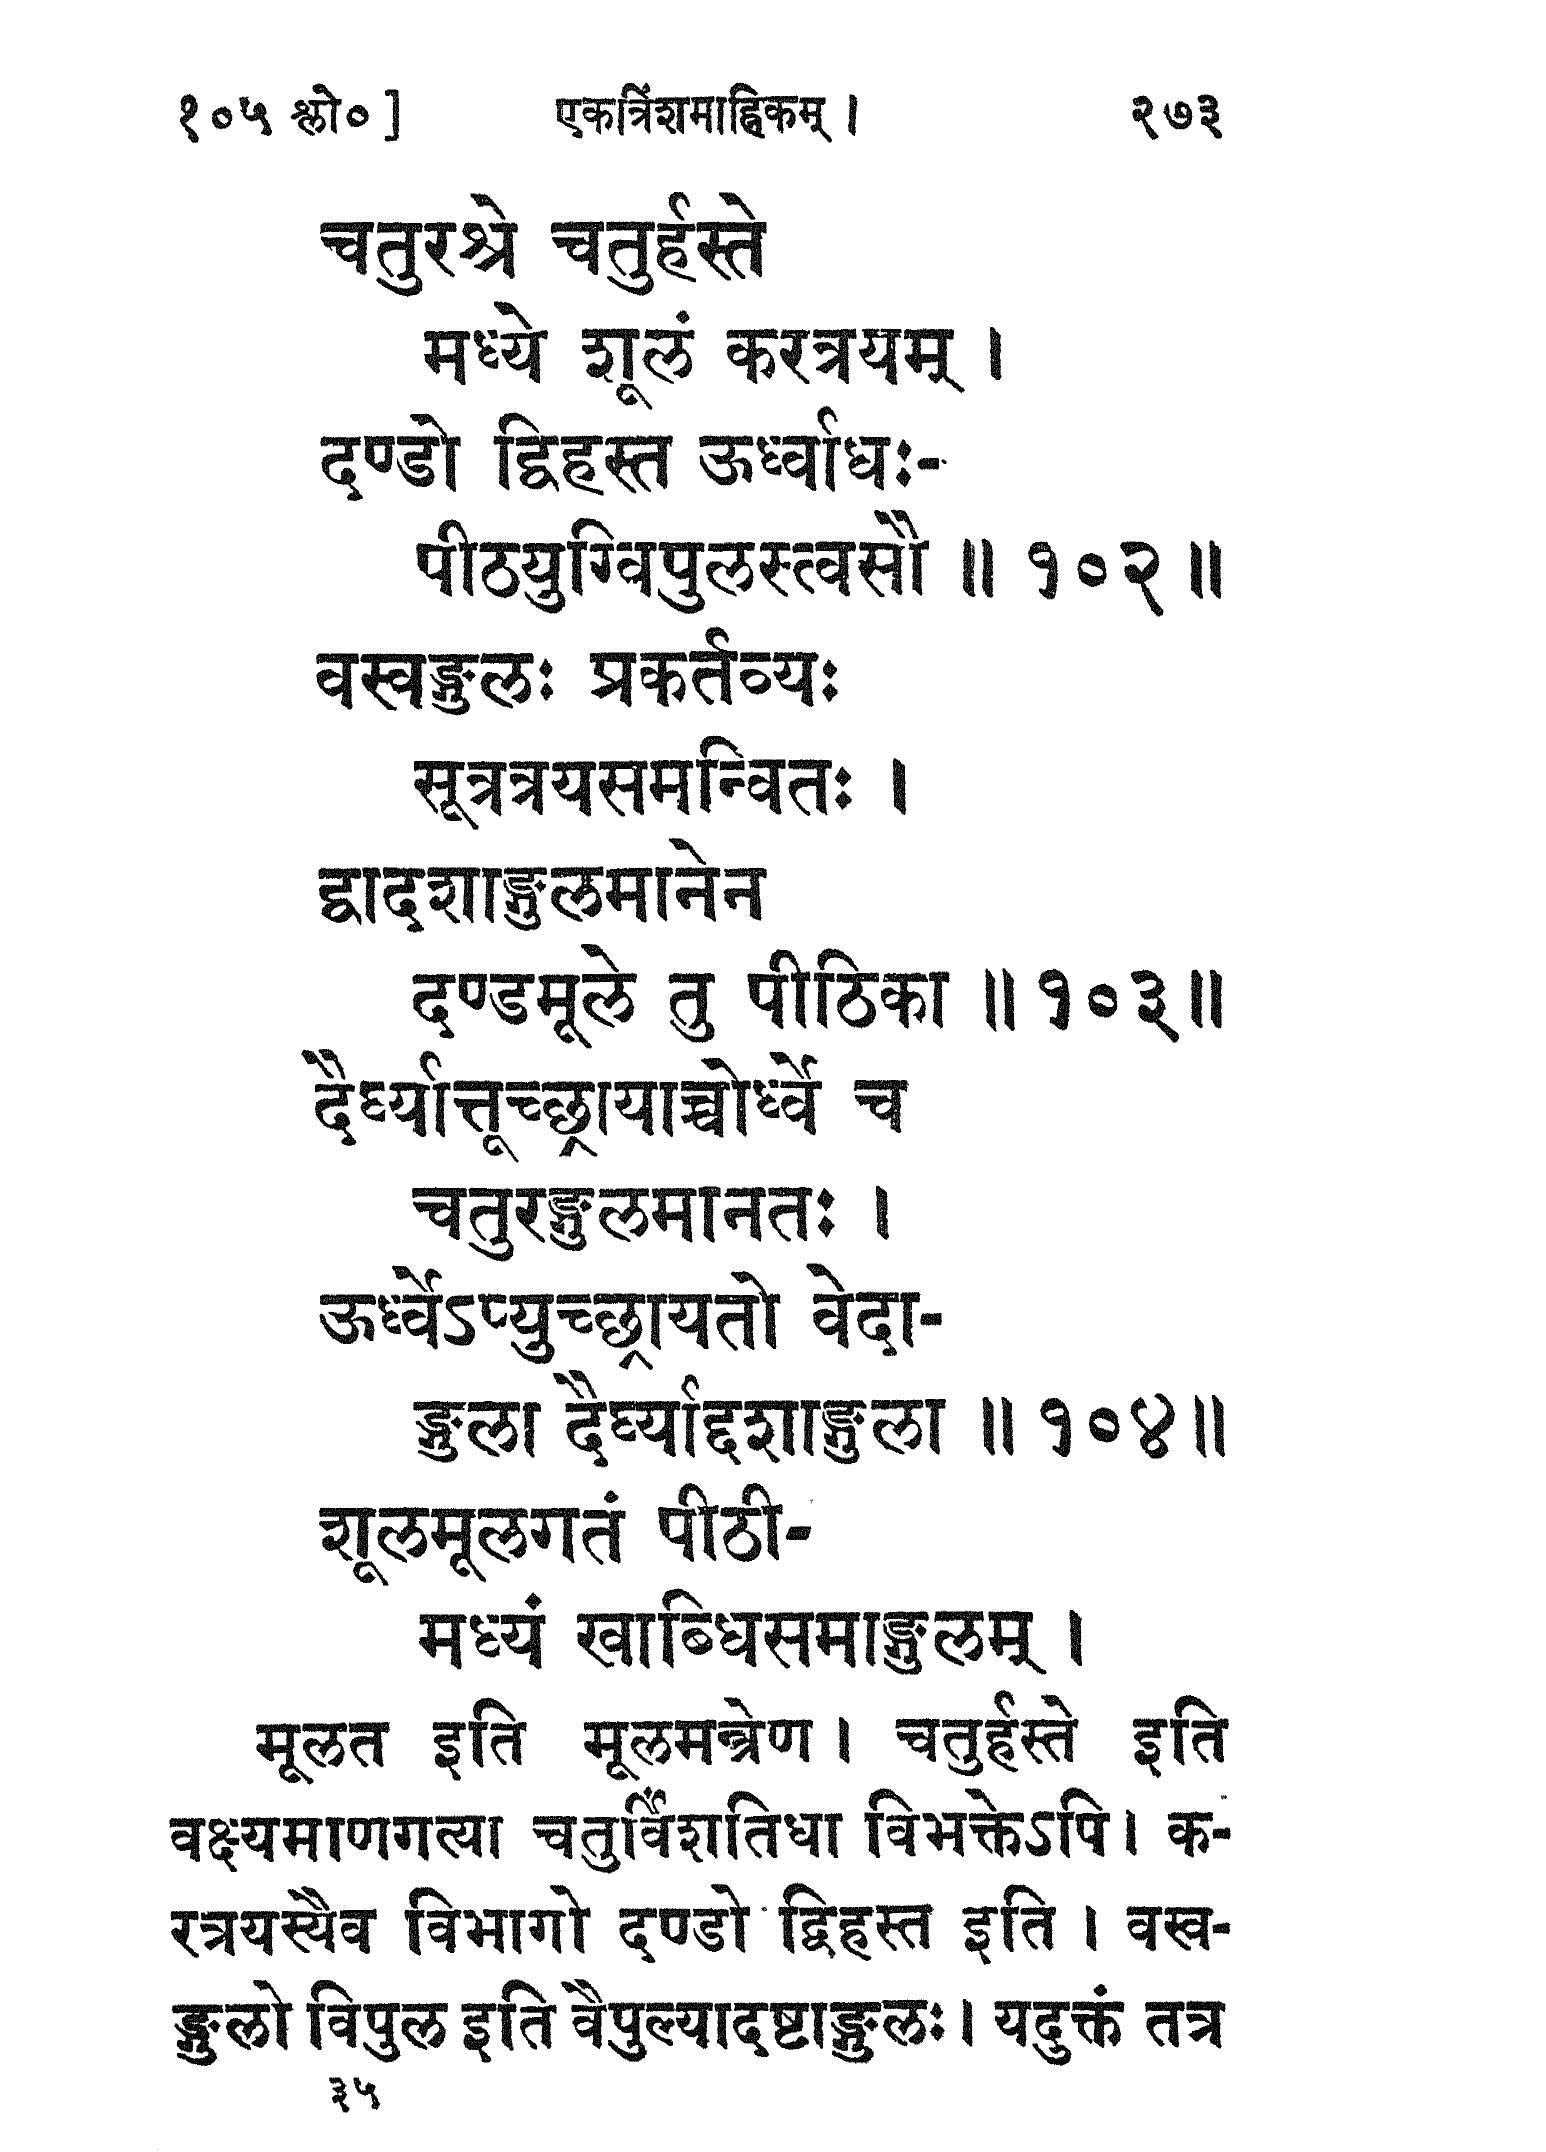 १०५ श्लो० ] एकत्रिंशमाह्निकम् । २७३
चतुरश्रे चतुर्हस्ते
मध्ये शूलं करत्रयम् ।
दण्डो द्विहस्त ऊर्ध्वाधः-
पीठयुग्विपुलस्त्वसौ ॥ १०२ ॥
वस्वङ्गुलः प्रकर्तव्यः
सूत्रत्रयसमन्वितः ।
द्वादशाङ्गुलमानेन
दण्डमूले तु पीठिका ॥ १०३ ॥
दैर्घ्यात्तूच्छ्रायाच्चोर्ध्वे च
चतुरङ्गुलमानतः ।
ऊर्ध्वेऽप्युच्छ्रायतो वेदा-
ङ्गुला दैर्घ्याद्दशाङ्गुला ॥ १०४ ॥
शूलमूलगतं पीठी-
मध्यं खाब्धिसमाङ्गुलम् ।
मूलत इति मूलमन्त्रेण । चतुर्हस्ते इति
वक्ष्यमाणगत्या चतुर्विंशतिधा विभक्तेऽपि । क-
रत्रयस्यैव विभागो दण्डो द्विहस्त इति । वस्व-
ङ्गुलो विपुल इति वैपुल्यादष्टाङ्गुलः । यदुक्तं तत्र
३५